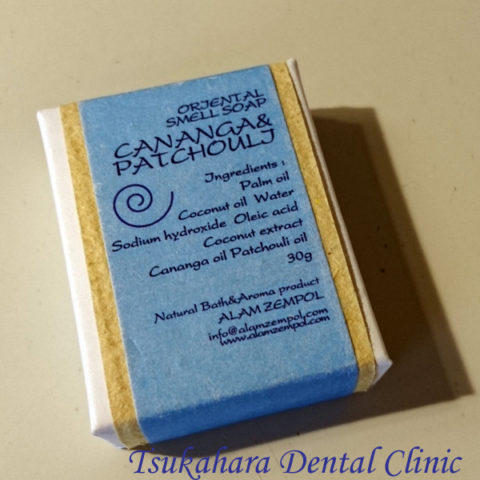 ORIENTAL
SMELL SOAP
CANANGA&
PATCHOULI
Ingredients :
Palm oil
Coconut oil Water
Sodium hydroxide Oleic acid
Coconut extract
Cananga oil Patchouli oil
30g
Natural Bath&Aroma product
ALAM ZEMPOL
info@alamzempol.com
www.alamzempol.com
Tsukahara Dental Clinic